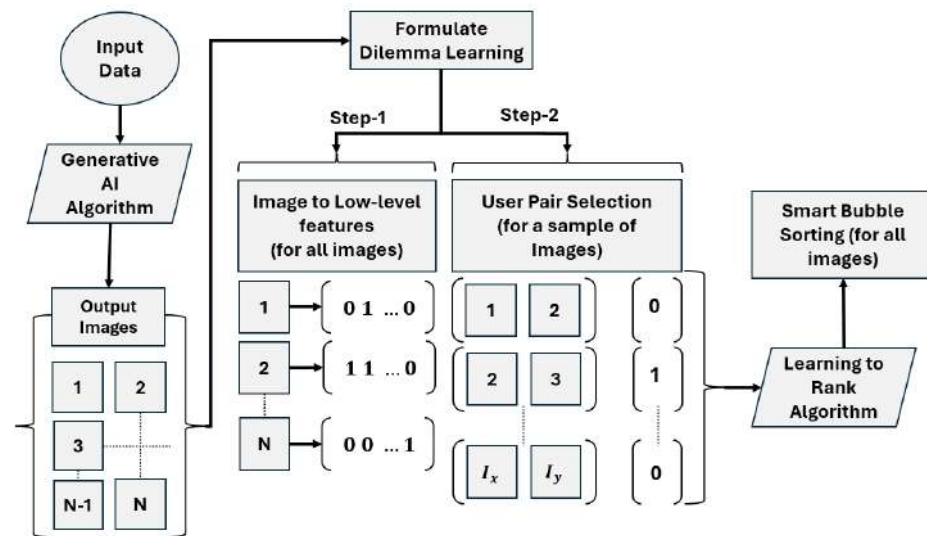 Input
Data
Generative
AI
Algorithm
Output
Images
1 2
3
N-1 N
Formulate
Dilemma Learning
Step-1
Step-2
Image to Low-level
features
(for all images)
1 0 1 ... 0
2 1 1 ... 0
N 0 0 ... 1
User Pair Selection
(for a sample of
Images)
1 2 0
2 3 1
I_x I_y 0
Learning to
Rank
Algorithm
Smart Bubble
Sorting (for all
images)